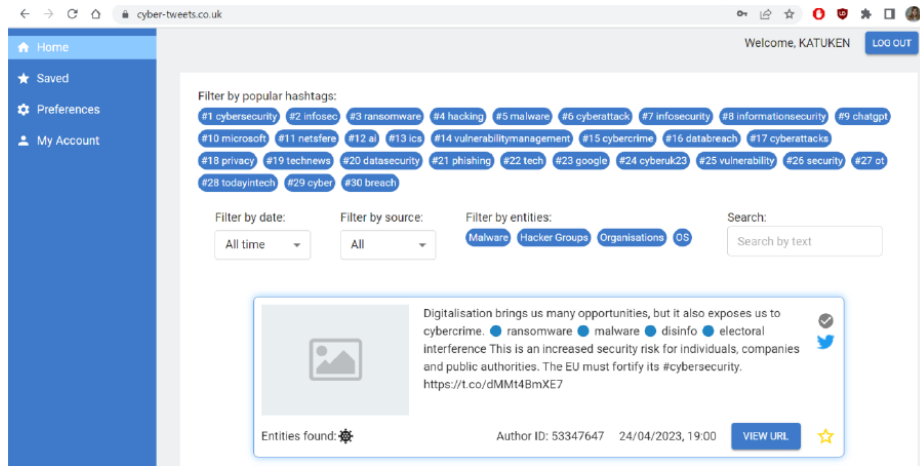 cyber-tweets.co.uk
Home
Welcome, KATUKEN
LOG OUT
Saved
Preferences
My Account
Filter by popular hashtags:
#1 cybersecurity #2 infosec #3 ransomware #4 hacking #5 malware #6 cyberattack #7 infosecurity #8 informationsecurity #9 chatgpt
#10 microsoft #11 netsfere #12 ai #13 ics #14 vulnerabilitymanagement #15 cybercrime #16 databreach #17 cyberattacks
#18 privacy #19 technews #20 datasecurity #21 phishing #22 tech #23 google #24 cyberuk23 #25 vulnerability #26 security #27 ot
#28 todayintech #29 cyber #30 breach
Filter by date: Filter by source: Filter by entities: Search:
All time All Malware Hacker Groups Organisations OS Search by text
Digitalisation brings us many opportunities, but it also exposes us to
cybercrime. 🔵 ransomware 🔵 malware 🔵 disinfo 🔵 electoral
interference This is an increased security risk for individuals, companies
and public authorities. The EU must fortify its #cybersecurity.
https://t.co/dMMt4BmXE7
Entities found: Author ID: 53347647 24/04/2023, 19:00 VIEW URL